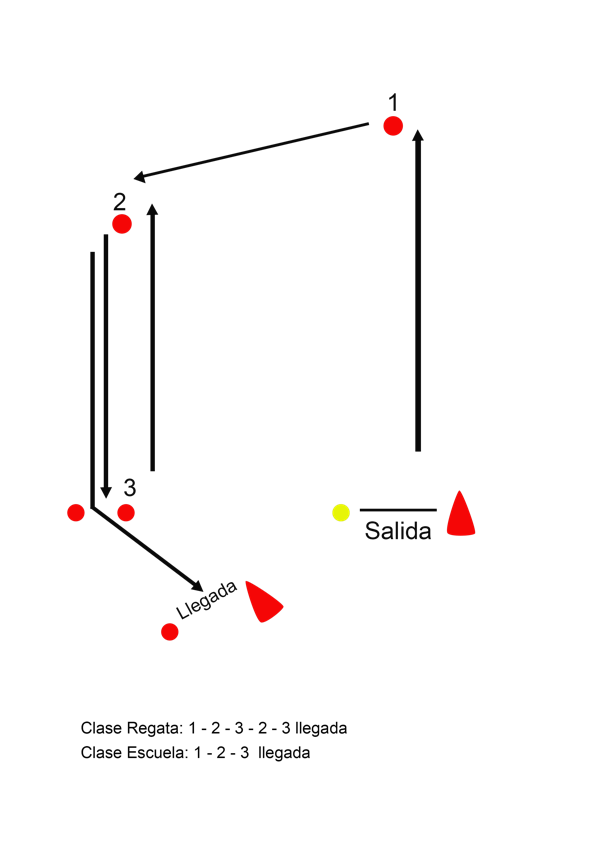 1
2
3
Salida
Llegada
Clase Regata: 1 - 2 - 3 - 2 - 3 llegada
Clase Escuela: 1 - 2 - 3  llegada